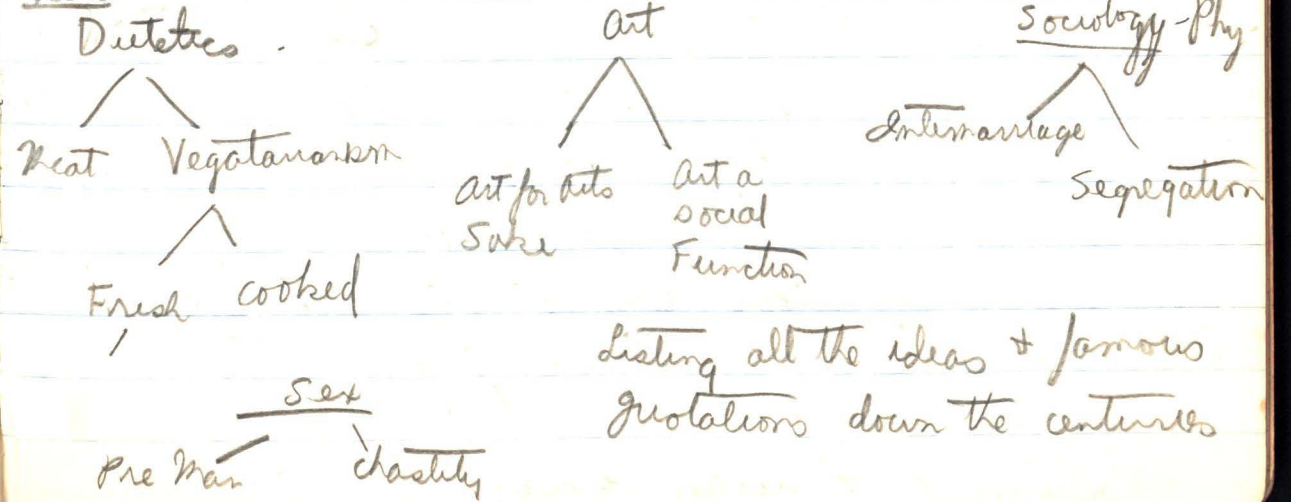 Dietetics.
Art
Sociology-Phy
Meat
Vegatarianism
Intermarriage
Segregation
Art for Arts
Sake
Art a
social
Function
Fresh
cooked
Listing all the ideas & famous
quotations down the centuries
Sex
Pre Mar
Chastity